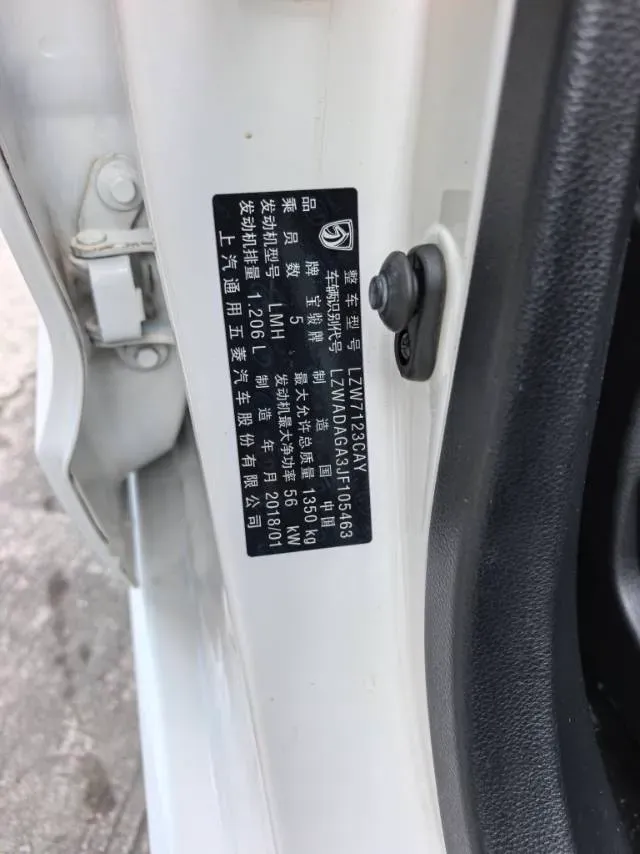 整车型号 LZW7123CAY
车辆识别代号 LZWADAGA3JF105463
品牌 宝骏牌 制造国 中国
乘员数 5 最大允许总质量 1350 kg
发动机型号 LMH 发动机最大净功率 56 kW
发动机排量 1.206 L 制造年月 2018/01
上汽通用五菱汽车股份有限公司